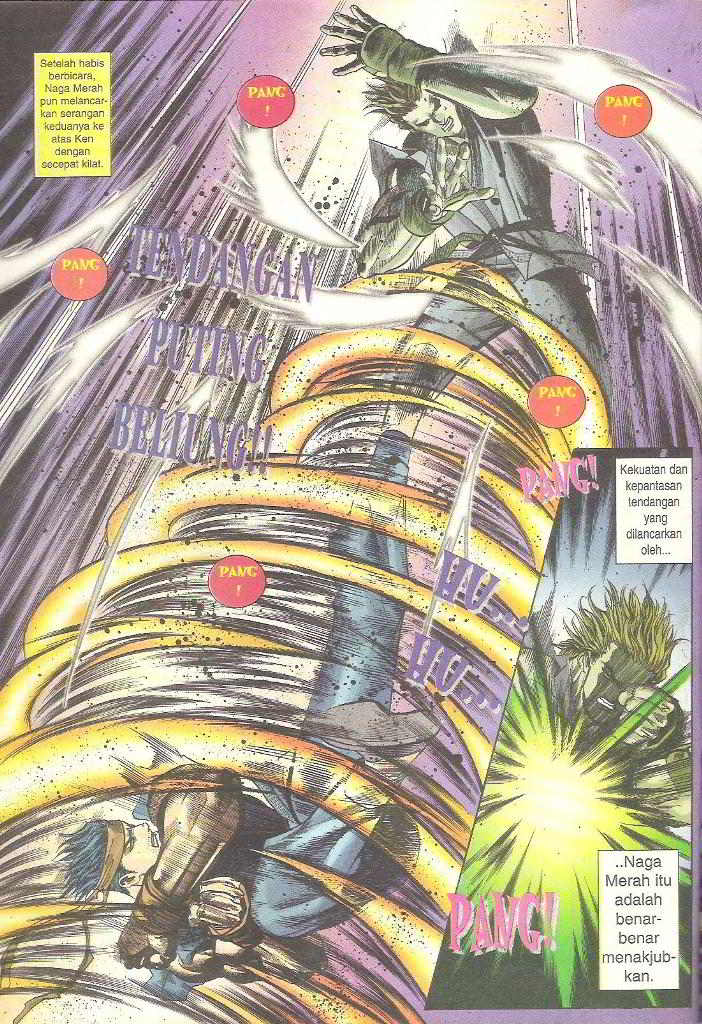 Setelah habis
berbicara,
Naga Merah
pun melancar-
kan serangan
keduanya ke
atas Ken
dengan
secepat kilat.
PANG
!
PANG
!
PANG
!
TENDANGAN
PUTING
BELIUNG!!
PANG
!
PANG
!
HU...
HU...
PANG!
Kekuatan dan
kepantasan
tendangan
yang
dilancarkan
oleh...
PANG!
..Naga
Merah itu
adalah
benar-
benar
menakjub-
kan.